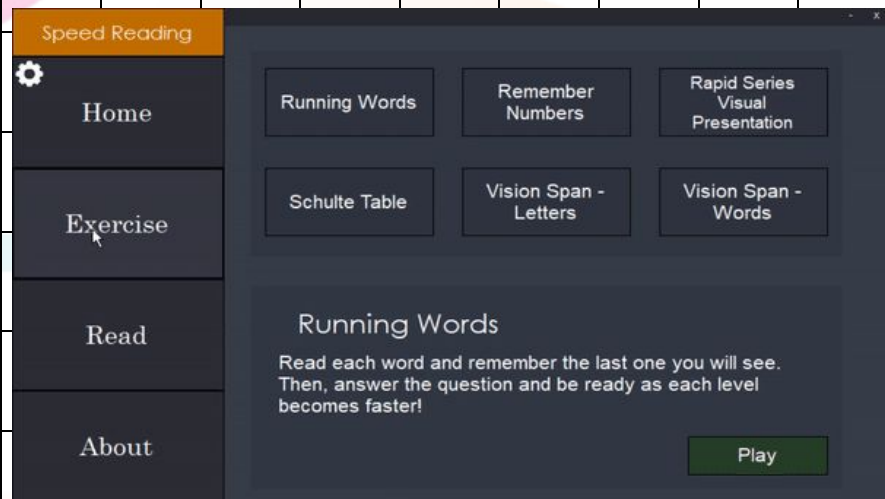 Speed Reading
- x
Home
Exercise
Read
About
Running Words
Remember
Numbers
Rapid Series
Visual
Presentation
Schulte Table
Vision Span -
Letters
Vision Span -
Words
Running Words
Read each word and remember the last one you will see.
Then, answer the question and be ready as each level
becomes faster!
Play